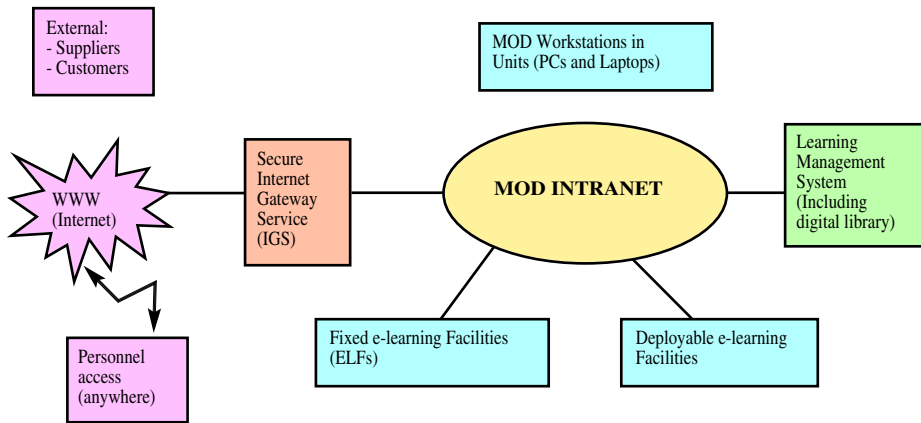 External:
- Suppliers
- Customers
MOD Workstations in
Units (PCs and Laptops)
WWW
(Internet)
Secure
Internet
Gateway
Service
(IGS)
MOD INTRANET
Learning
Management
System
(Including
digital library)
Personnel
access
(anywhere)
Fixed e-learning Facilities
(ELFs)
Deployable e-learning
Facilities